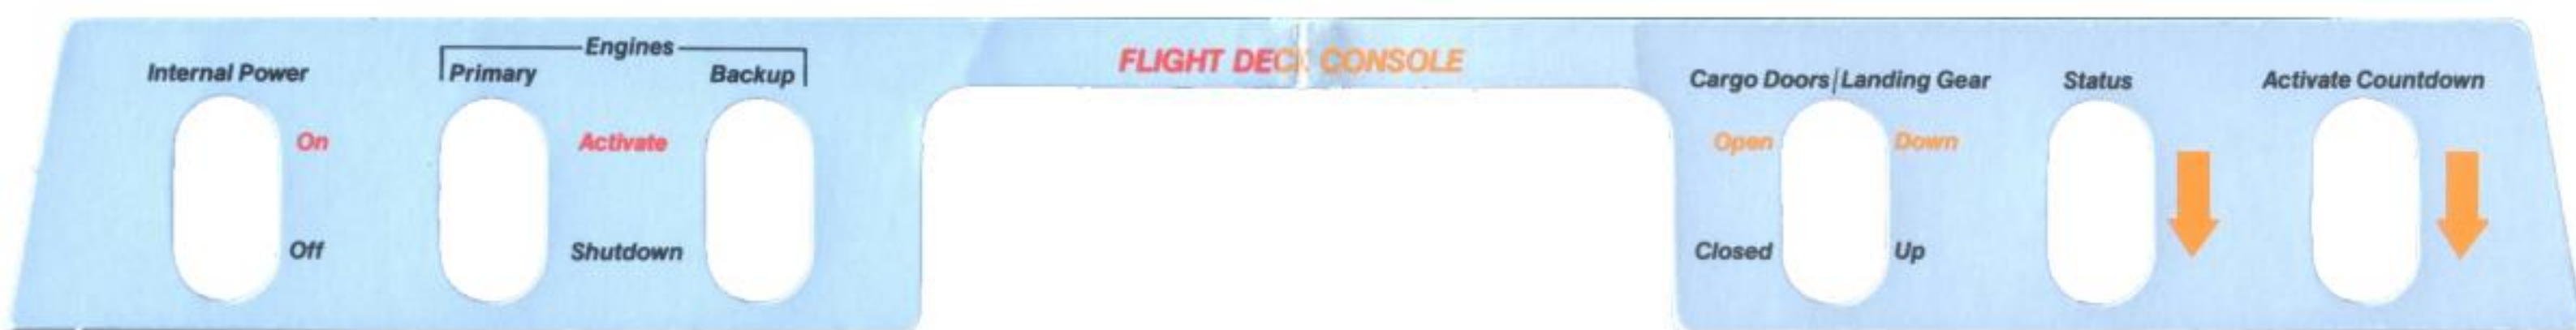 FLIGHT DECK CONSOLE
Internal Power
On
Off
Engines
Primary
Backup
Activate
Shutdown
Cargo Doors|Landing Gear
Open
Down
Closed
Up
Status
Activate Countdown